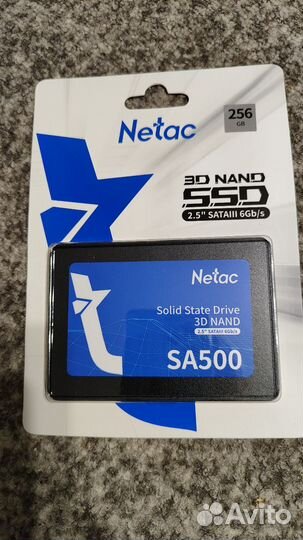 Netac
256
GB
3D NAND
SSD
2.5" SATAIII 6Gb/s
Netac
Solid State Drive
3D NAND
2.5" SATAIII 6Gb/s
SA500
Avito